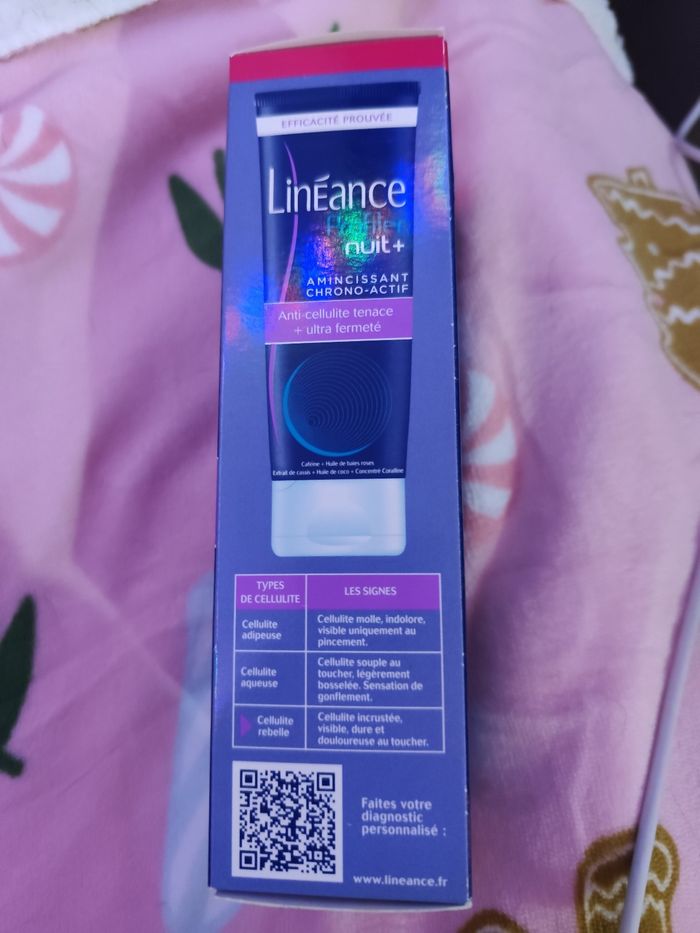 EFFICACITÉ PROUVÉE
LinÉance
nuit+
AMINCISSANT
CHRONO-ACTIF
Anti-cellulite tenace
+ ultra fermeté
Caféine + Huile de baies roses
Extrait de cassis + Huile de coco + Concentré Coralline
TYPES
DE CELLULITE
LES SIGNES
Cellulite
adipeuse
Cellulite molle, indolore,
visible uniquement au
pincement.
Cellulite
aqueuse
Cellulite souple au
toucher, légèrement
bosselée. Sensation de
gonflement.
Cellulite
rebelle
Cellulite incrustée,
visible, dure et
douloureuse au toucher.
Faites votre
diagnostic
personnalisé :
www.lineance.fr